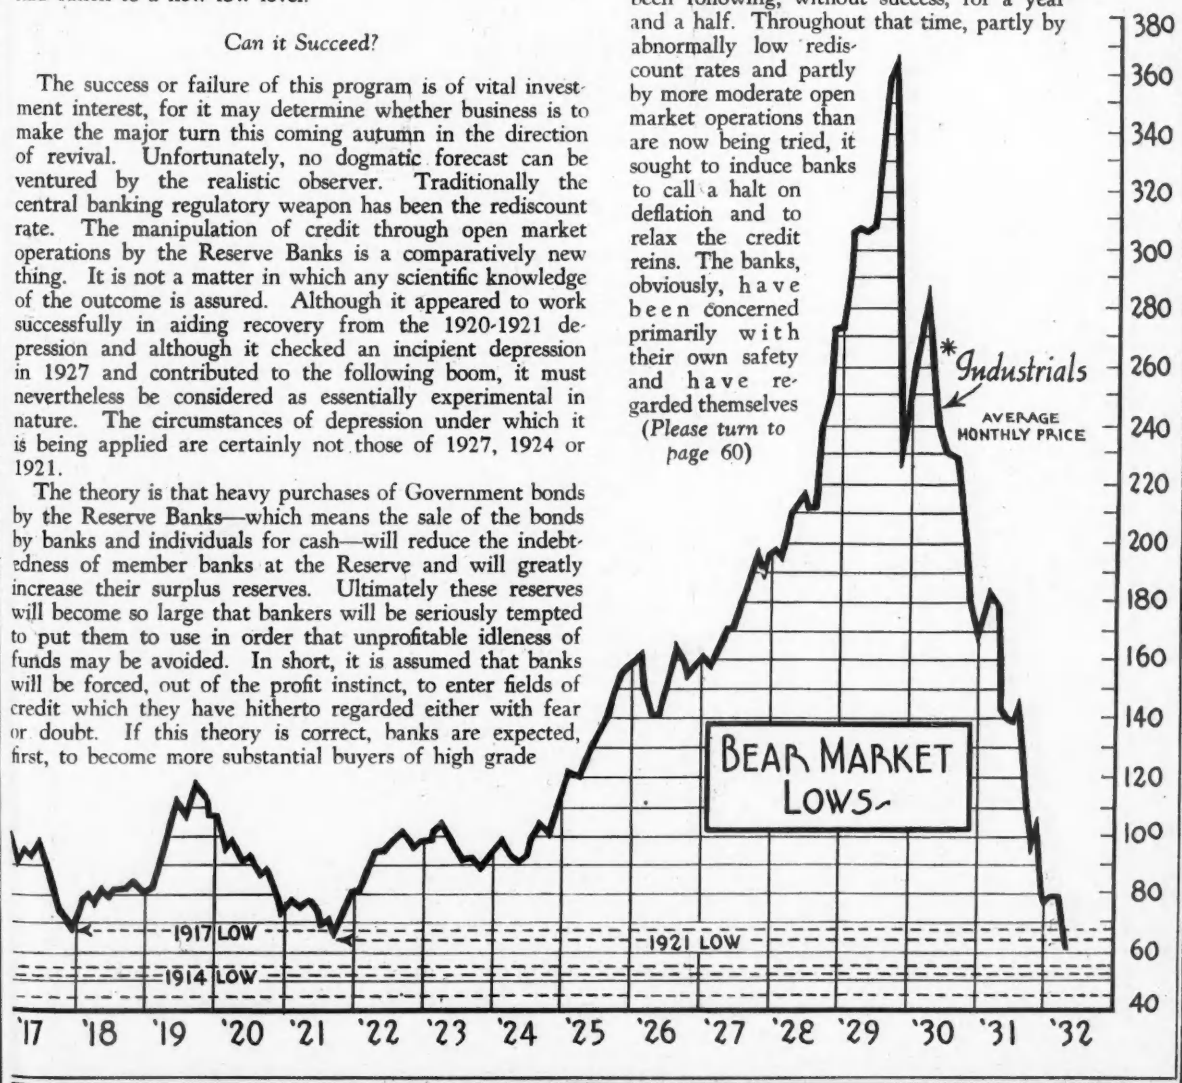 Can it Succeed?
The success or failure of this program is of vital invest-
ment interest, for it may determine whether business is to
make the major turn this coming autumn in the direction
of revival. Unfortunately, no dogmatic forecast can be
ventured by the realistic observer. Traditionally the
central banking regulatory weapon has been the rediscount
rate. The manipulation of credit through open market
operations by the Reserve Banks is a comparatively new
thing. It is not a matter in which any scientific knowledge
of the outcome is assured. Although it appeared to work
successfully in aiding recovery from the 1920-1921 de-
pression and although it checked an incipient depression
in 1927 and contributed to the following boom, it must
nevertheless be considered as essentially experimental in
nature. The circumstances of depression under which it
is being applied are certainly not those of 1927, 1924 or
1921.
The theory is that heavy purchases of Government bonds
by the Reserve Banks—which means the sale of the bonds
by banks and individuals for cash—will reduce the indebt-
edness of member banks at the Reserve and will greatly
increase their surplus reserves. Ultimately these reserves
will become so large that bankers will be seriously tempted
to put them to use in order that unprofitable idleness of
funds may be avoided. In short, it is assumed that banks
will be forced, out of the profit instinct, to enter fields of
credit which they have hitherto regarded either with fear
or doubt. If this theory is correct, banks are expected,
first, to become more substantial buyers of high grade
been following, without success, for a year
and a half. Throughout that time, partly by
abnormally low redis-
count rates and partly
by more moderate open
market operations than
are now being tried, it
sought to induce banks
to call a halt on
deflation and to
relax the credit
reins. The banks,
obviously, have
been concerned
primarily with
their own safety
and have re-
garded themselves
(Please turn to
page 60)
*Industrials
AVERAGE
MONTHLY PRICE
BEAR MARKET
LOWS
1917 LOW
1921 LOW
1914 LOW
380
360
340
320
300
280
260
240
220
200
180
160
140
120
100
80
60
40
'17 '18 '19 '20 '21 '22 '23 '24 '25 '26 '27 '28 '29 '30 '31 '32